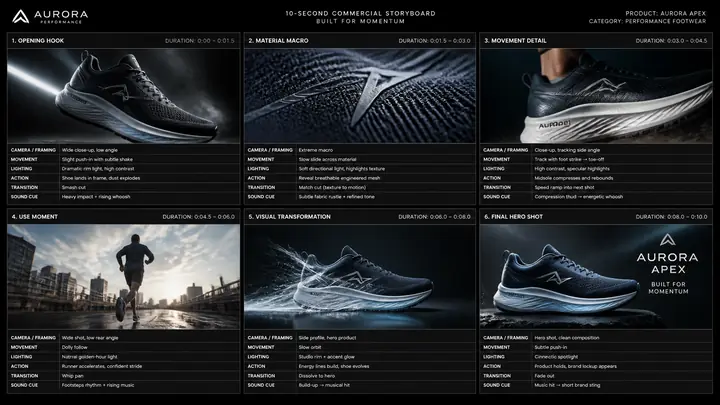 AURORA
PERFORMANCE
10-SECOND COMMERCIAL STORYBOARD
BUILT FOR MOMENTUM
PRODUCT: AURORA APEX
CATEGORY: PERFORMANCE FOOTWEAR
1. OPENING HOOK DURATION: 0:00 – 0:01.5
CAMERA / FRAMING Wide close-up, low angle
MOVEMENT Slight push-in with subtle shake
LIGHTING Dramatic rim light, high contrast
ACTION Shoe lands in frame, dust explodes
TRANSITION Smash cut
SOUND CUE Heavy impact + rising whoosh
2. MATERIAL MACRO DURATION: 0:01.5 – 0:03.0
CAMERA / FRAMING Extreme macro
MOVEMENT Slow slide across material
LIGHTING Soft directional light, highlights texture
ACTION Reveal breathable engineered mesh
TRANSITION Match cut (texture to motion)
SOUND CUE Subtle fabric rustle + refined tone
3. MOVEMENT DETAIL DURATION: 0:03.0 – 0:04.5
AURORA
CAMERA / FRAMING Close-up, tracking side angle
MOVEMENT Track with foot strike → toe-off
LIGHTING High contrast, specular highlights
ACTION Midsole compresses and rebounds
TRANSITION Speed ramp into next shot
SOUND CUE Compression thud → energetic whoosh
4. USE MOMENT DURATION: 0:04.5 – 0:06.0
CAMERA / FRAMING Wide shot, low rear angle
MOVEMENT Dolly follow
LIGHTING Natural golden-hour light
ACTION Runner accelerates, confident stride
TRANSITION Whip pan
SOUND CUE Footsteps rhythm + rising music
5. VISUAL TRANSFORMATION DURATION: 0:06.0 – 0:08.0
CAMERA / FRAMING Side profile, hero product
MOVEMENT Slow orbit
LIGHTING Studio rim + accent glow
ACTION Energy lines build, shoe evolves
TRANSITION Dissolve to hero
SOUND CUE Build-up → musical hit
6. FINAL HERO SHOT DURATION: 0:08.0 – 0:10.0
AURORA
APEX
BUILT FOR
MOMENTUM
CAMERA / FRAMING Hero shot, clean composition
MOVEMENT Subtle push-in
LIGHTING Cinematic spotlight
ACTION Product holds, brand lockup appears
TRANSITION Fade out
SOUND CUE Music hit → short brand sting